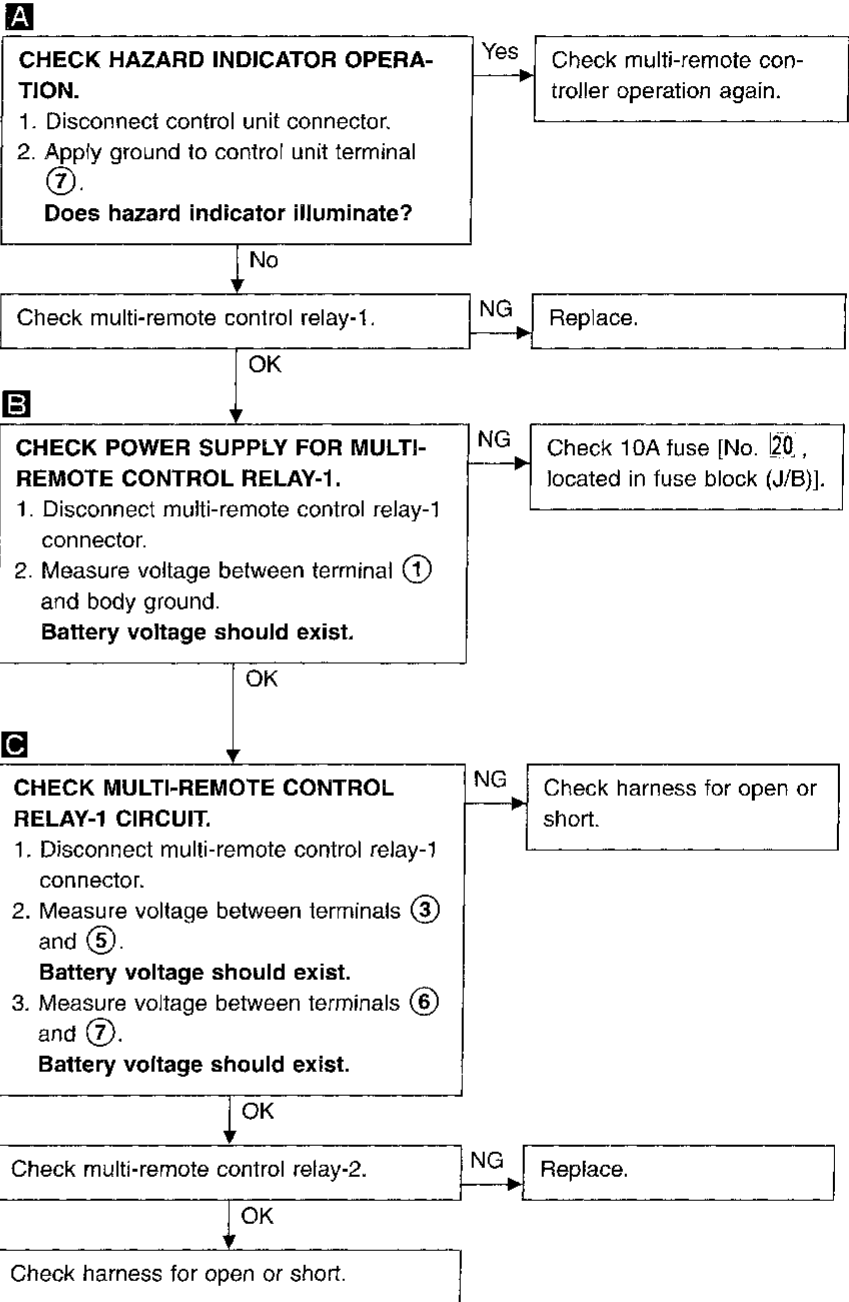 A
CHECK HAZARD INDICATOR OPERA-
TION.
1. Disconnect control unit connector.
2. Apply ground to control unit terminal
⑦.
Does hazard indicator illuminate?
Yes
Check multi-remote con-
troller operation again.
No
Check multi-remote control relay-1.
NG
Replace.
OK
B
CHECK POWER SUPPLY FOR MULTI-
REMOTE CONTROL RELAY-1.
1. Disconnect multi-remote control relay-1
connector.
2. Measure voltage between terminal ①
and body ground.
Battery voltage should exist.
NG
Check 10A fuse [No. 20 ,
located in fuse block (J/B)].
OK
C
CHECK MULTI-REMOTE CONTROL
RELAY-1 CIRCUIT.
1. Disconnect multi-remote control relay-1
connector.
2. Measure voltage between terminals ③
and ⑤.
Battery voltage should exist.
3. Measure voltage between terminals ⑥
and ⑦.
Battery voltage should exist.
NG
Check harness for open or
short.
OK
Check multi-remote control relay-2.
NG
Replace.
OK
Check harness for open or short.